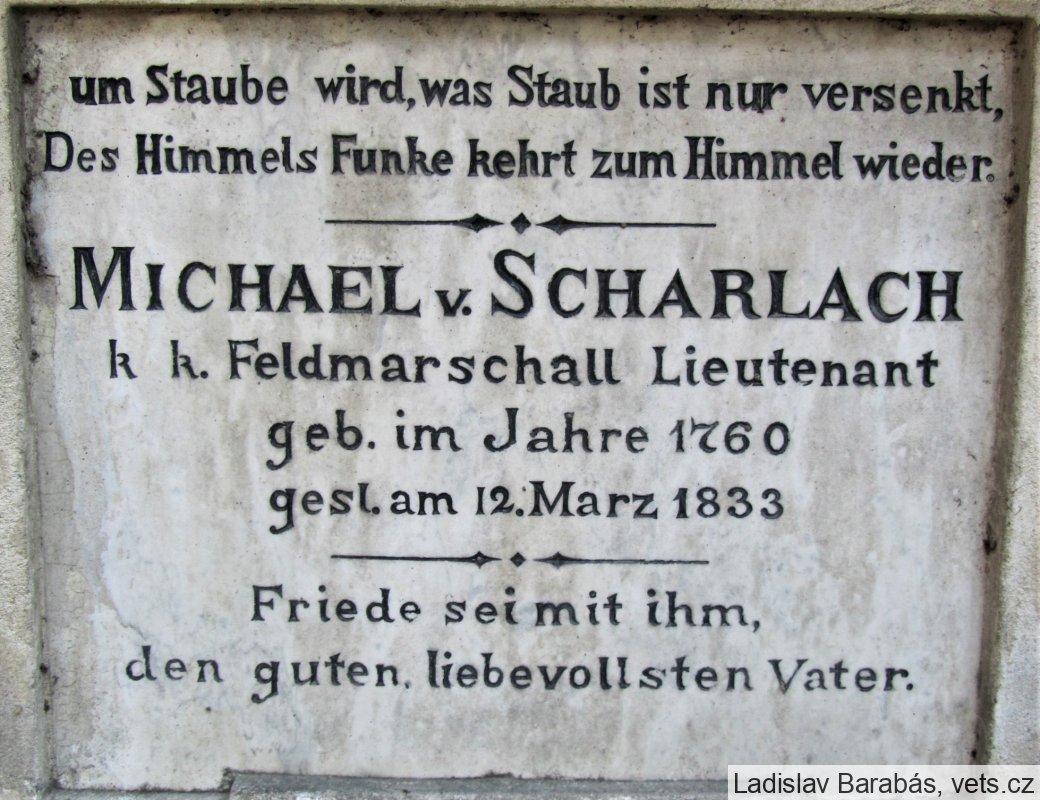 um Staube wird, was Staub ist nur versenkt,
Des Himmels Funke kehrt zum Himmel wieder.
MICHAEL v. SCHARLACH
k k. Feldmarschall Lieutenant
geb. im Jahre 1760
gest. am 12. Marz 1833
Friede sei mit ihm,
den guten, liebevollsten Vater.
Ladislav Barabás, vets.cz